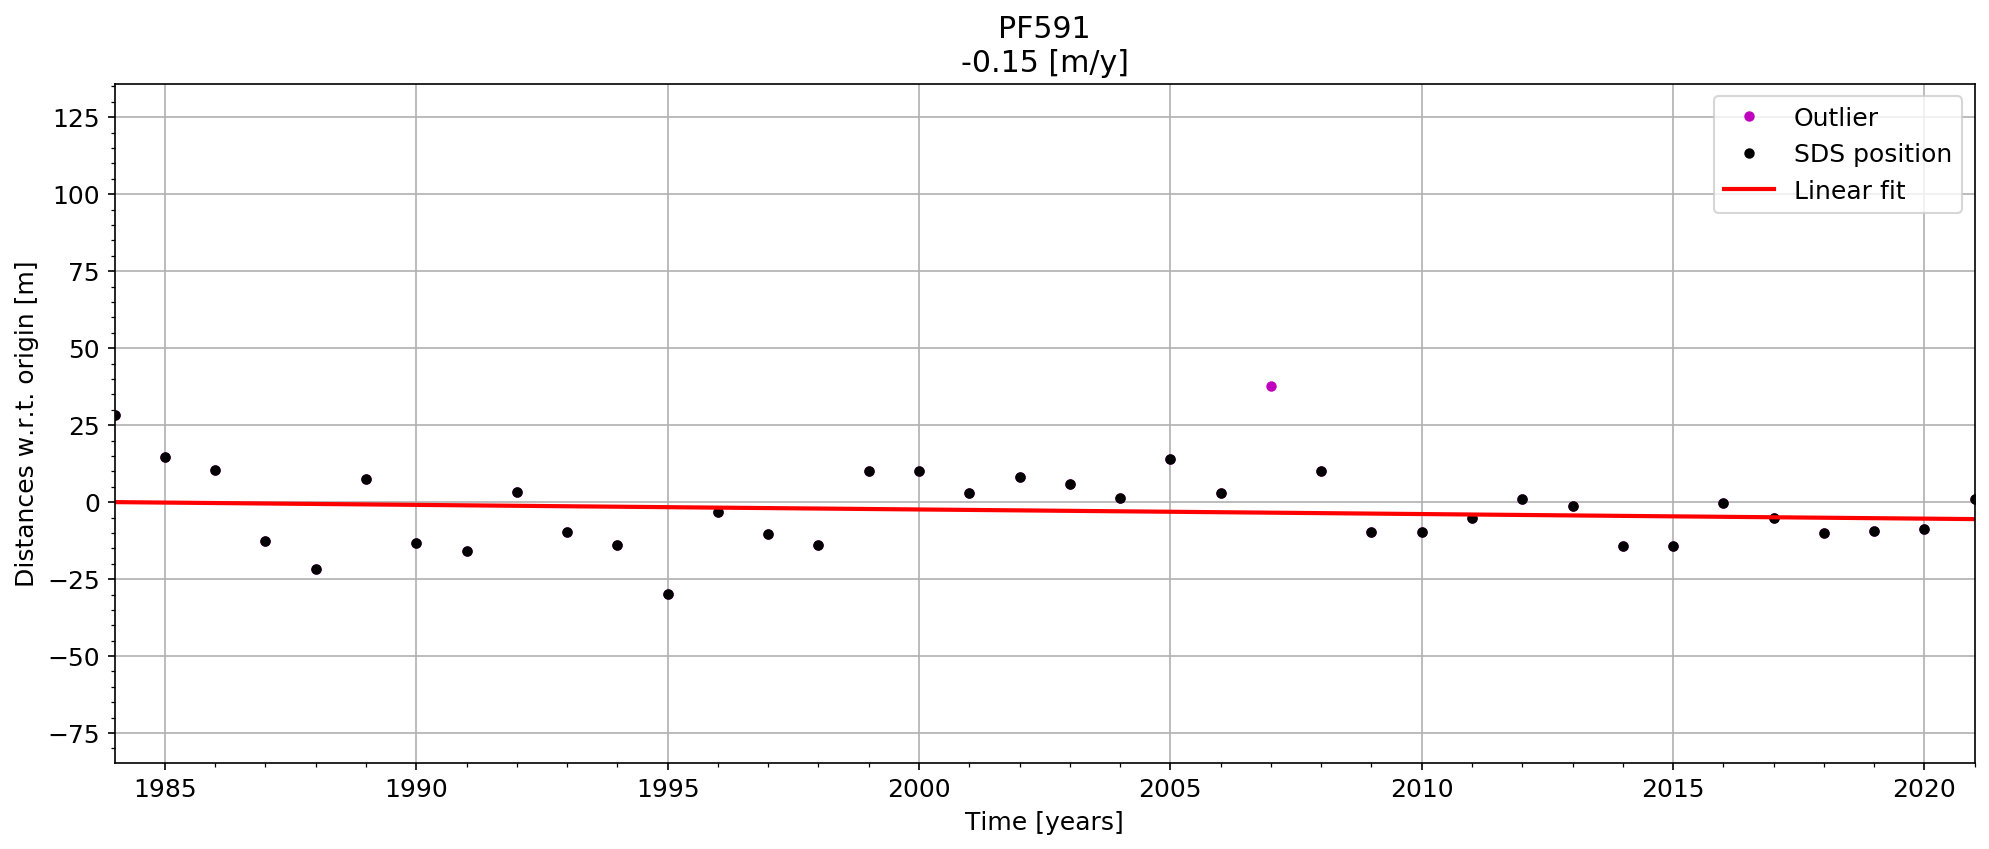 PF591
-0.15 [m/y]
Outlier
SDS position
Linear fit
Distances w.r.t. origin [m]
125
100
75
50
25
0
−25
−50
−75
1985 1990 1995 2000 2005 2010 2015 2020
Time [years]